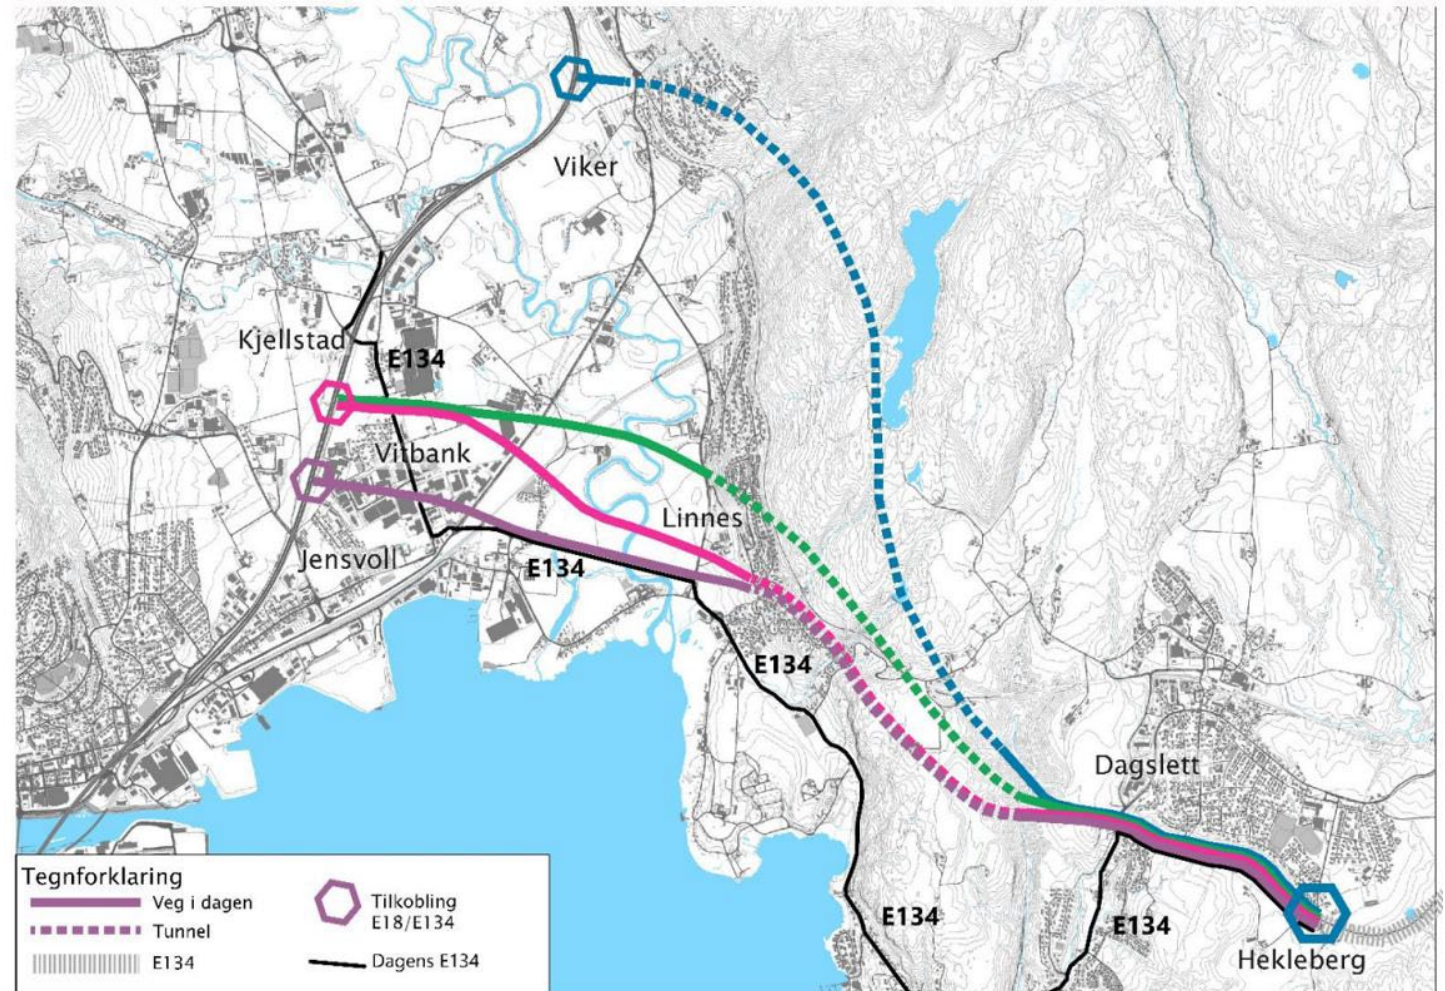 Viker
Kjellstad
E134
Vitbank
Linnes
Jensvoll
E134
E134
Dagslett
E134
E134
Hekleberg
Tegnforklaring
Veg i dagen
Tunnel
E134
Tilkobling
E18/E134
Dagens E134